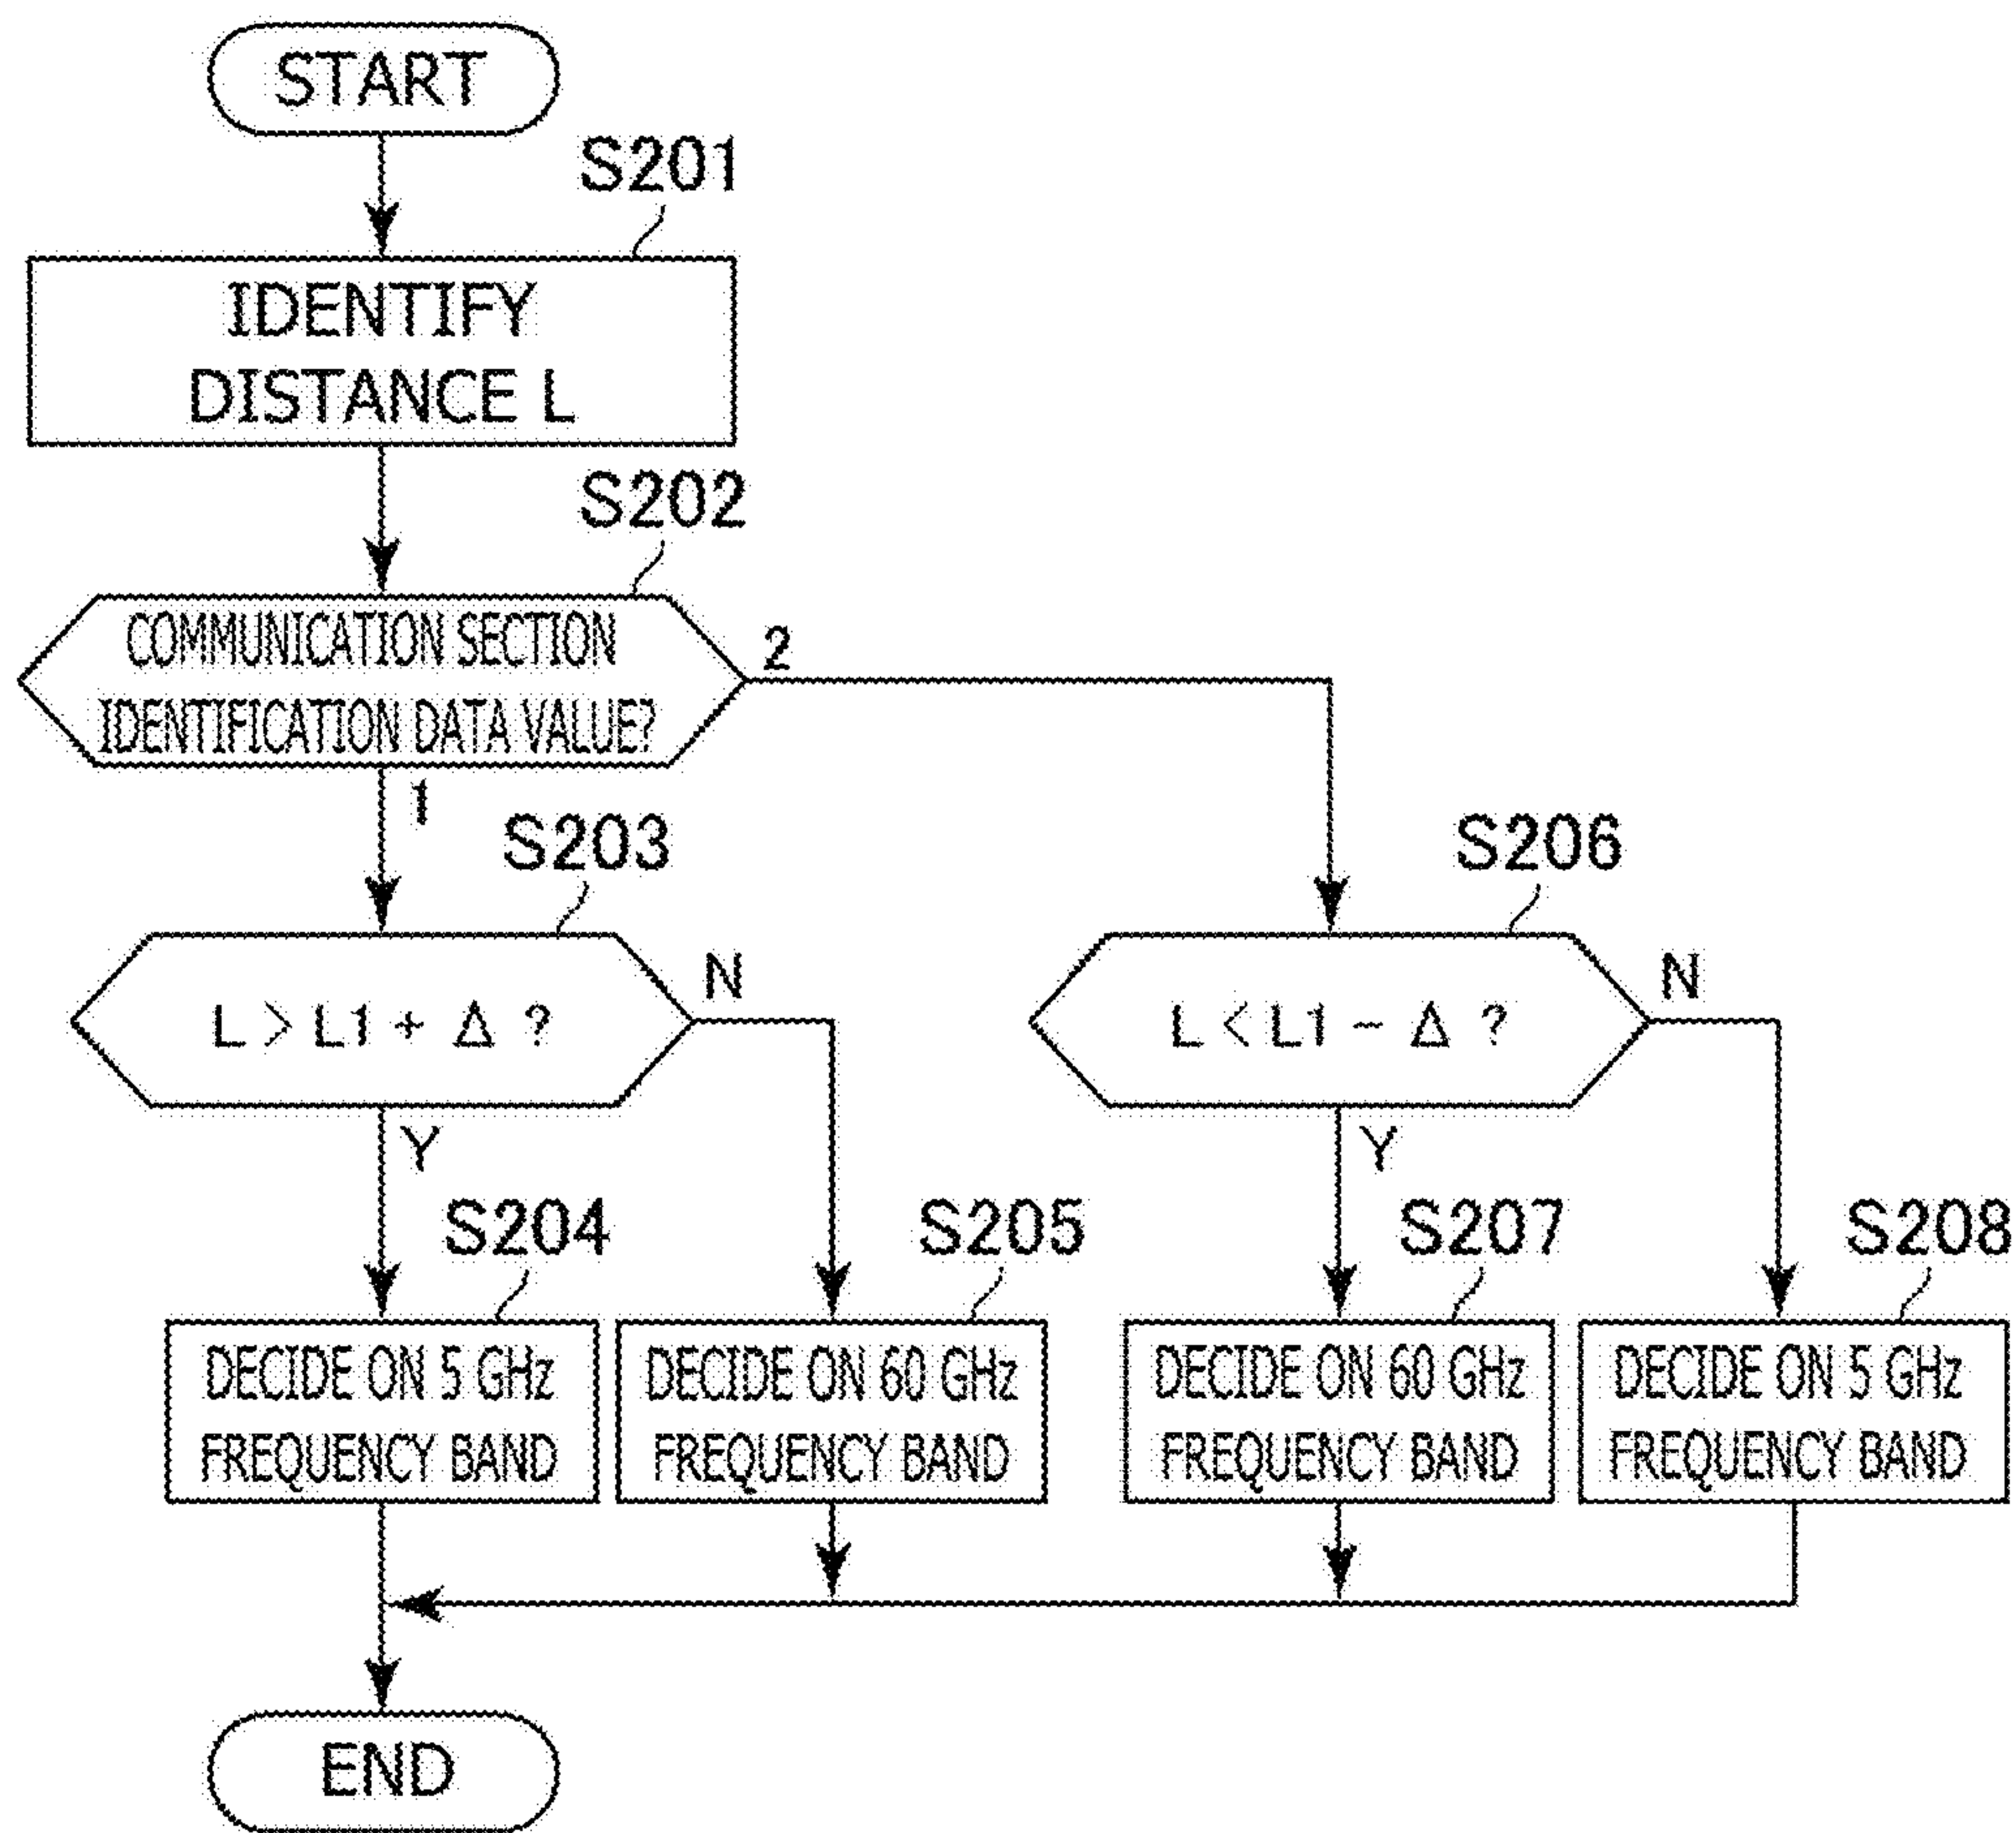 START
S201
IDENTIFY
DISTANCE L
S202
COMMUNICATION SECTION
IDENTIFICATION DATA VALUE?
2
1
S203
L > L1 + Δ ?
N
Y
S206
L < L1 - Δ ?
N
Y
S204
DECIDE ON 5 GHz
FREQUENCY BAND
S205
DECIDE ON 60 GHz
FREQUENCY BAND
S207
DECIDE ON 60 GHz
FREQUENCY BAND
S208
DECIDE ON 5 GHz
FREQUENCY BAND
END